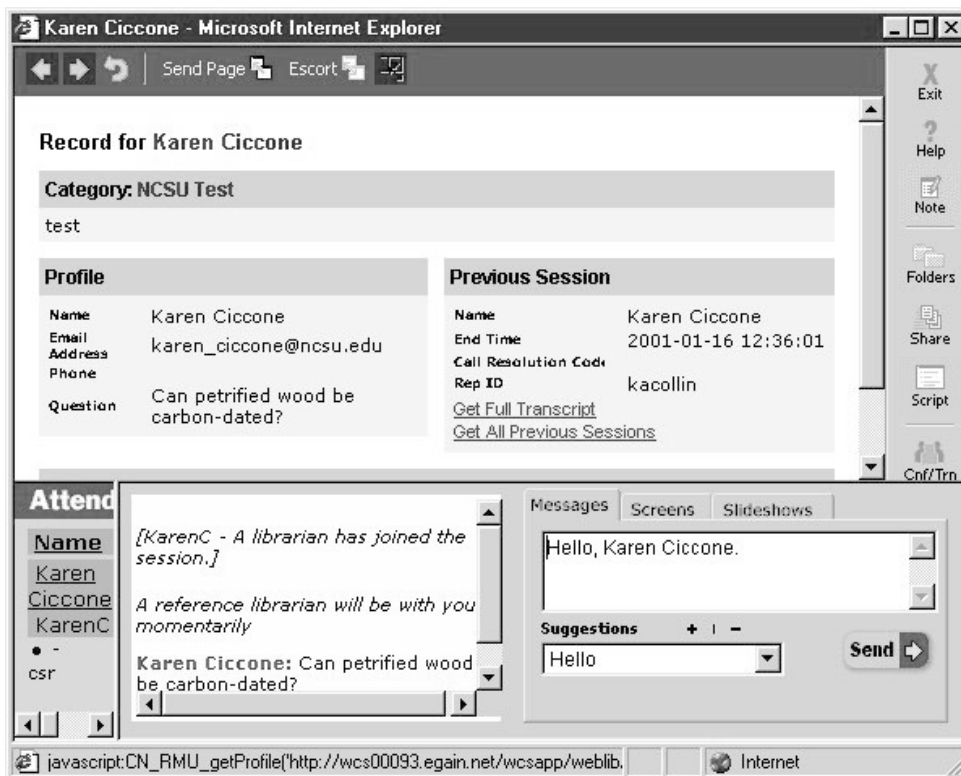 Karen Ciccone - Microsoft Internet Explorer
Send Page Escort
Exit
Help
Note
Folders
Share
Script
Cnf/Trn
Record for Karen Ciccone
Category: NCSU Test
test
Profile
Name Karen Ciccone
Email Address karen_ciccone@ncsu.edu
Phone
Question Can petrified wood be
carbon-dated?
Previous Session
Name Karen Ciccone
End Time 2001-01-16 12:36:01
Call Resolution Code
Rep ID kacollin
Get Full Transcript
Get All Previous Sessions
Attend
Name
Karen
Ciccone
KarenC
• -
csr
[KarenC - A librarian has joined the
session.]
A reference librarian will be with you
momentarily
Karen Ciccone: Can petrified wood
be carbon-dated?
Messages Screens Slideshows
Hello, Karen Ciccone.
Suggestions + | -
Hello
Send
javascript:CN_RMU_getProfile('http://wcs00093.egain.net/wcsapp/weblib.
Internet